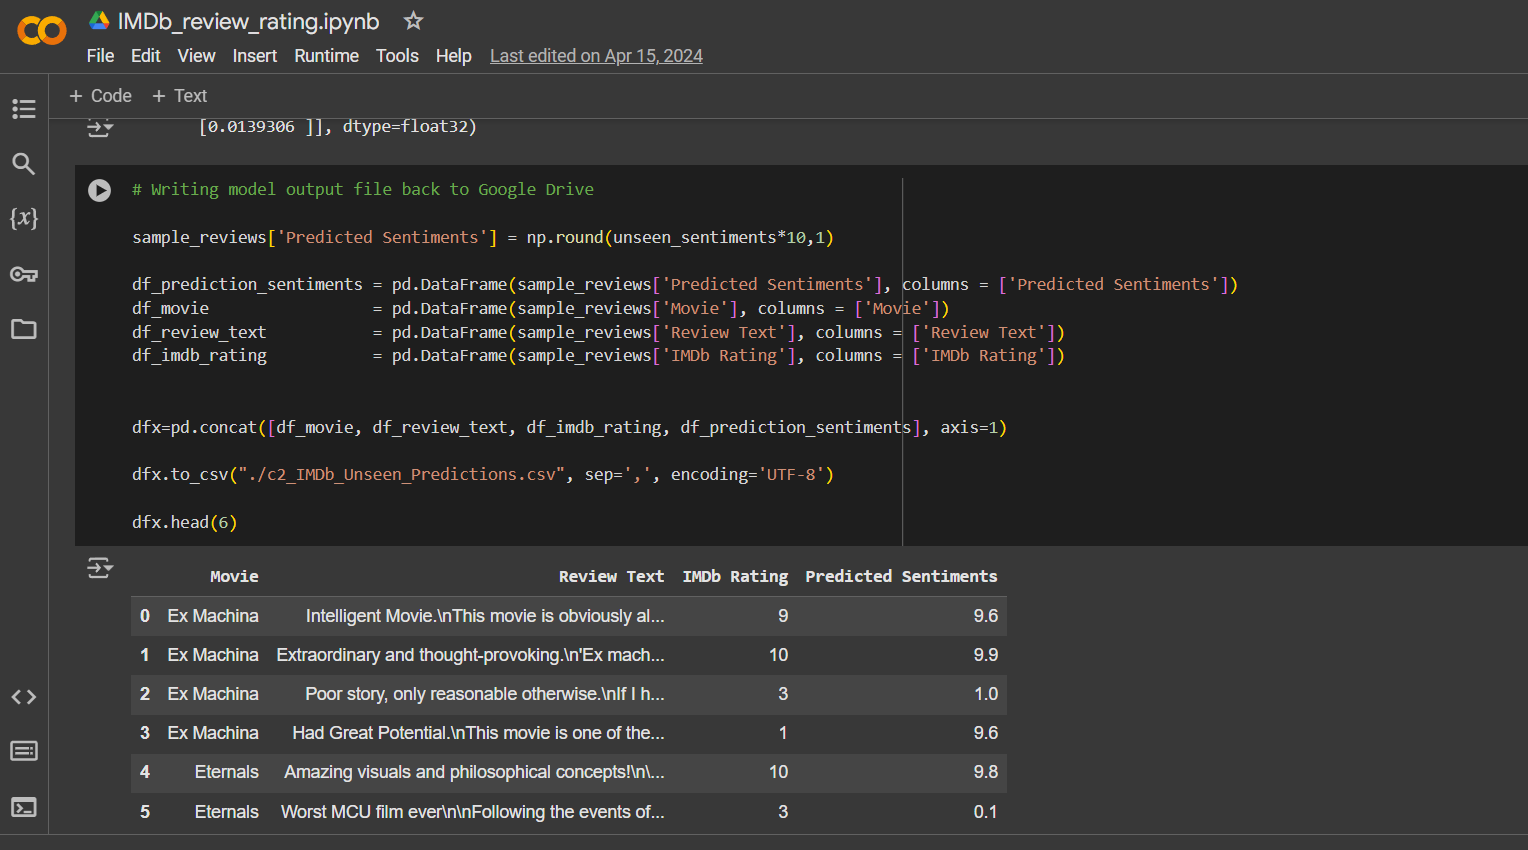 IMDb_review_rating.ipynb
File Edit View Insert Runtime Tools Help Last edited on Apr 15, 2024
+ Code + Text
[0.0139306 ]], dtype=float32)
# Writing model output file back to Google Drive
sample_reviews['Predicted Sentiments'] = np.round(unseen_sentiments*10,1)
df_prediction_sentiments = pd.DataFrame(sample_reviews['Predicted Sentiments'], columns = ['Predicted Sentiments'])
df_movie                 = pd.DataFrame(sample_reviews['Movie'], columns = ['Movie'])
df_review_text           = pd.DataFrame(sample_reviews['Review Text'], columns = ['Review Text'])
df_imdb_rating           = pd.DataFrame(sample_reviews['IMDb Rating'], columns = ['IMDb Rating'])
dfx=pd.concat([df_movie, df_review_text, df_imdb_rating, df_prediction_sentiments], axis=1)
dfx.to_csv("./c2_IMDb_Unseen_Predictions.csv", sep=',', encoding='UTF-8')
dfx.head(6)
Movie Review Text IMDb Rating Predicted Sentiments
0 Ex Machina Intelligent Movie.\nThis movie is obviously al... 9 9.6
1 Ex Machina Extraordinary and thought-provoking.\n'Ex mach... 10 9.9
2 Ex Machina Poor story, only reasonable otherwise.\nIf I h... 3 1.0
3 Ex Machina Had Great Potential.\nThis movie is one of the... 1 9.6
4 Eternals Amazing visuals and philosophical concepts!\n\... 10 9.8
5 Eternals Worst MCU film ever\n\nFollowing the events of... 3 0.1